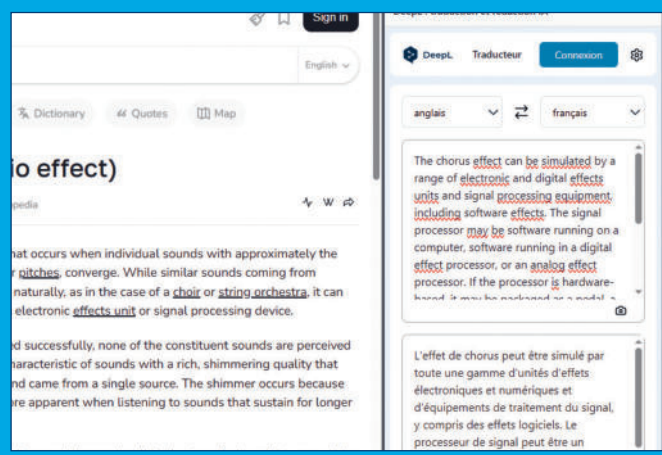 Sign in
English
Dictionary
Quotes
Map
io effect)
pedia
W
hat occurs when individual sounds with approximately the
pitches, converge. While similar sounds coming from
naturally, as in the case of a choir or string orchestra, it can
electronic effects unit or signal processing device.
ed successfully, none of the constituent sounds are perceived
haracteristic of sounds with a rich, shimmering quality that
nd came from a single source. The shimmer occurs because
re apparent when listening to sounds that sustain for longer
DeepL
Traducteur
Connexion
anglais
français
The chorus effect can be simulated by a
range of electronic and digital effects
units and signal processing equipment,
including software effects. The signal
processor may be software running on a
computer, software running in a digital
effect processor, or an analog effect
processor. If the processor is hardware-
based, it may be packaged as a pedal, a
L'effet de chorus peut être simulé par
toute une gamme d'unités d'effets
électroniques et numériques et
d'équipements de traitement du signal,
y compris des effets logiciels. Le
processeur de signal peut être un